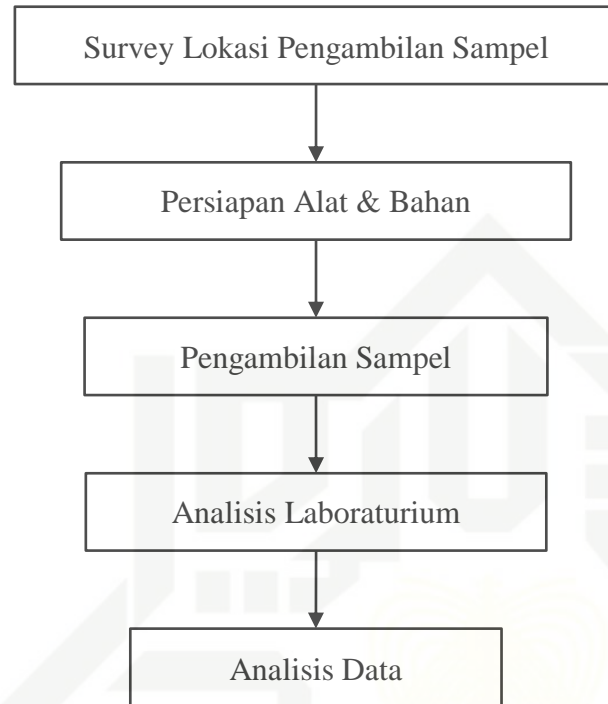 Survey Lokasi Pengambilan Sampel
Persiapan Alat & Bahan
Pengambilan Sampel
Analisis Laboraturium
Analisis Data